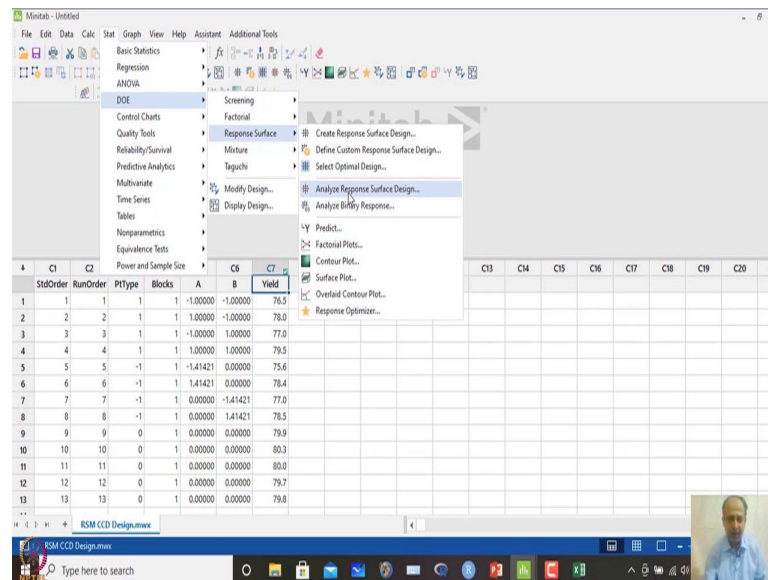 Minitab - Untitled
File Edit Data Calc Stat Graph View Help Assistant Additional Tools
Basic Statistics
Regression
ANOVA
DOE
Control Charts
Quality Tools
Reliability/Survival
Predictive Analytics
Multivariate
Time Series
Tables
Nonparametrics
Equivalence Tests
Power and Sample Size
Screening
Factorial
Response Surface
Mixture
Taguchi
Modify Design...
Display Design...
Create Response Surface Design...
Define Custom Response Surface Design...
Select Optimal Design...
Analyze Response Surface Design...
Analyze Binary Response...
Predict...
Factorial Plots...
Contour Plot...
Surface Plot...
Overlaid Contour Plot...
Response Optimizer...
C1 C2 C6 C7 C13 C14 C15 C16 C17 C18 C19 C20
StdOrder RunOrder PtType Blocks A B Yield
1 1 1 1 1 -1.00000 -1.00000 76.5
2 2 2 1 1 1.00000 -1.00000 78.0
3 3 3 1 1 -1.00000 1.00000 77.0
4 4 4 1 1 1.00000 1.00000 79.5
5 5 5 -1 1 -1.41421 0.00000 75.6
6 6 6 -1 1 1.41421 0.00000 78.4
7 7 7 -1 1 0.00000 -1.41421 77.0
8 8 8 -1 1 0.00000 1.41421 78.5
9 9 9 0 1 0.00000 0.00000 79.9
10 10 10 0 1 0.00000 0.00000 80.3
11 11 11 0 1 0.00000 0.00000 80.0
12 12 12 0 1 0.00000 0.00000 79.7
13 13 13 0 1 0.00000 0.00000 79.8
RSM CCD Design.mwx
RSM CCD Design.mwx
Type here to search
NPTEL